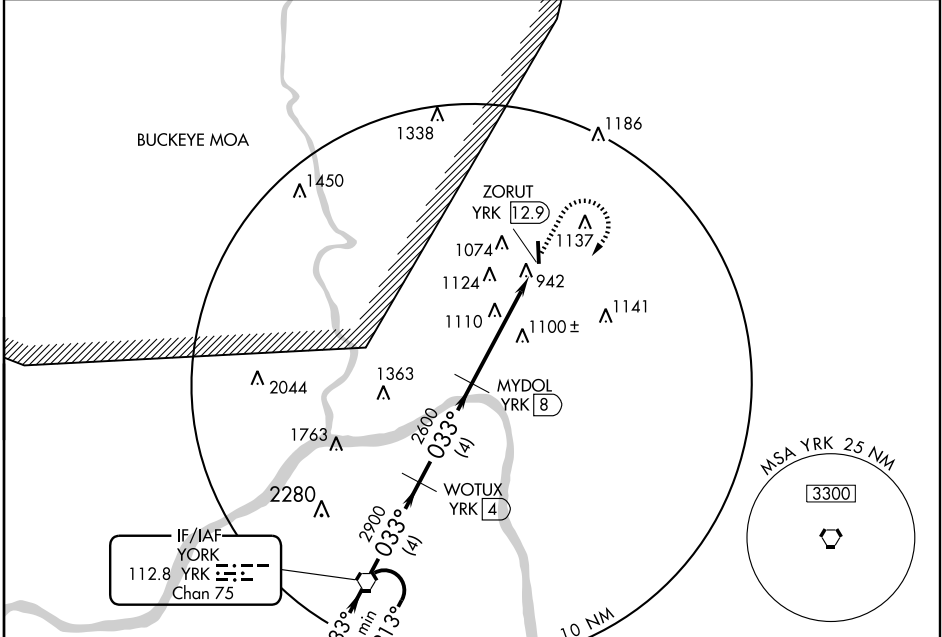 1186
1338
BUCKEYE MOA
1450
ZORUT
YRK 12.9
1137
1074
1124
942
1110
1100 ±
1141
2044
1363
MYDOL
YRK 8
2600
033°
(4)
1763
MSA YRK 25 NM
3300
2280
WOTUX
YRK 4
2900
033°
(4)
IF/IAF
YORK
112.8 YRK
Chan 75
33°
min
13°
10 NM